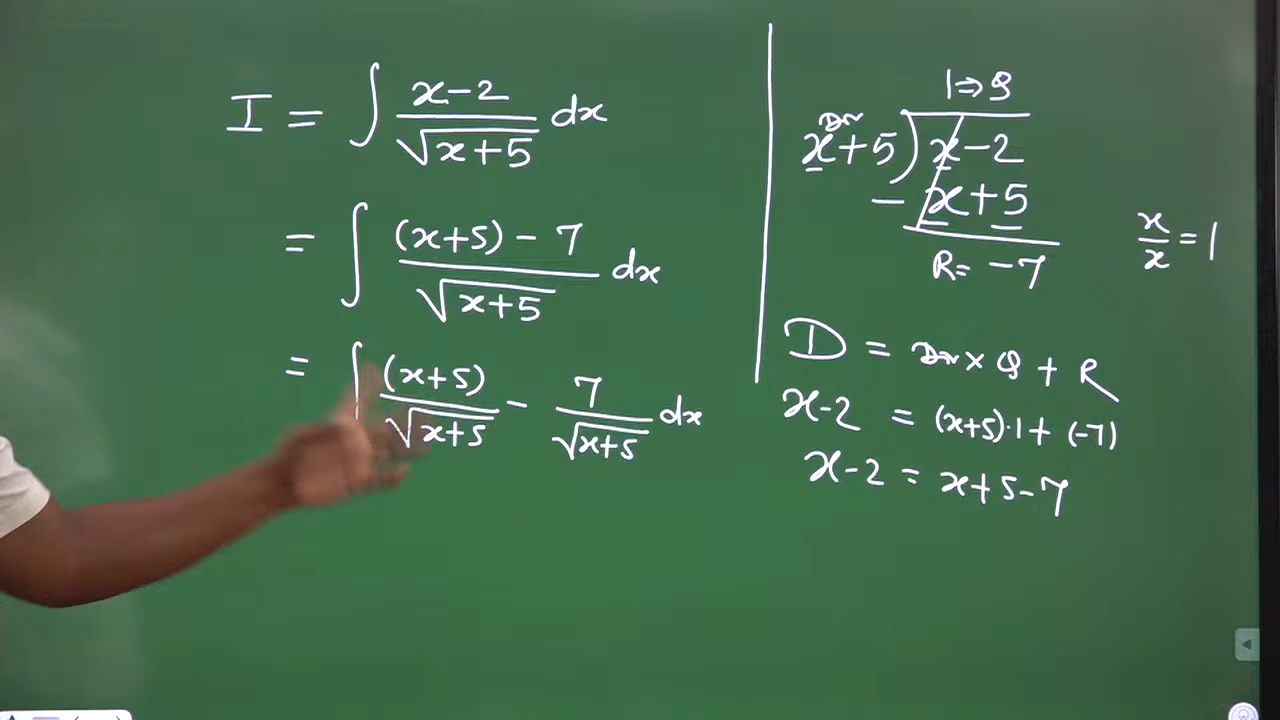 I = ∫ x-2 / √x+5 dx
= ∫ (x+5) - 7 / √x+5 dx
= ∫ (x+5) / √x+5 - 7 / √x+5 dx
1 ⇒ Q
Dr
x+5 ) x-2
- x+5
R = -7
x/x = 1
D = Dr × Q + R
x-2 = (x+5)·1 + (-7)
x-2 = x+5-7